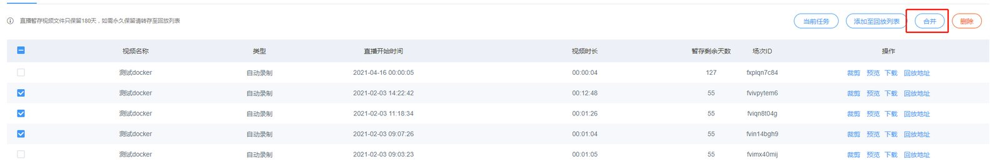 直播暂存视频文件只保留180天，如需永久保留请转存至回放列表 当前任务 添加至回放列表 合并 删除
视频名称 类型 直播开始时间 视频时长 暂存剩余天数 场次ID 操作
测试docker 自动录制 2021-04-16 00:00:05 00:00:04 127 fxplqn7c84 裁剪 预览 下载 回放地址
测试docker 自动录制 2021-02-03 14:22:42 00:12:48 55 fvivpytem6 裁剪 预览 下载 回放地址
测试docker 自动录制 2021-02-03 11:18:34 00:01:26 55 fviqn8t04g 裁剪 预览 下载 回放地址
测试docker 自动录制 2021-02-03 09:07:26 00:01:04 55 fvin14bgh9 裁剪 预览 下载 回放地址
测试docker 自动录制 2021-02-03 09:03:23 00:01:05 55 fvimx40mij 裁剪 预览 下载 回放地址